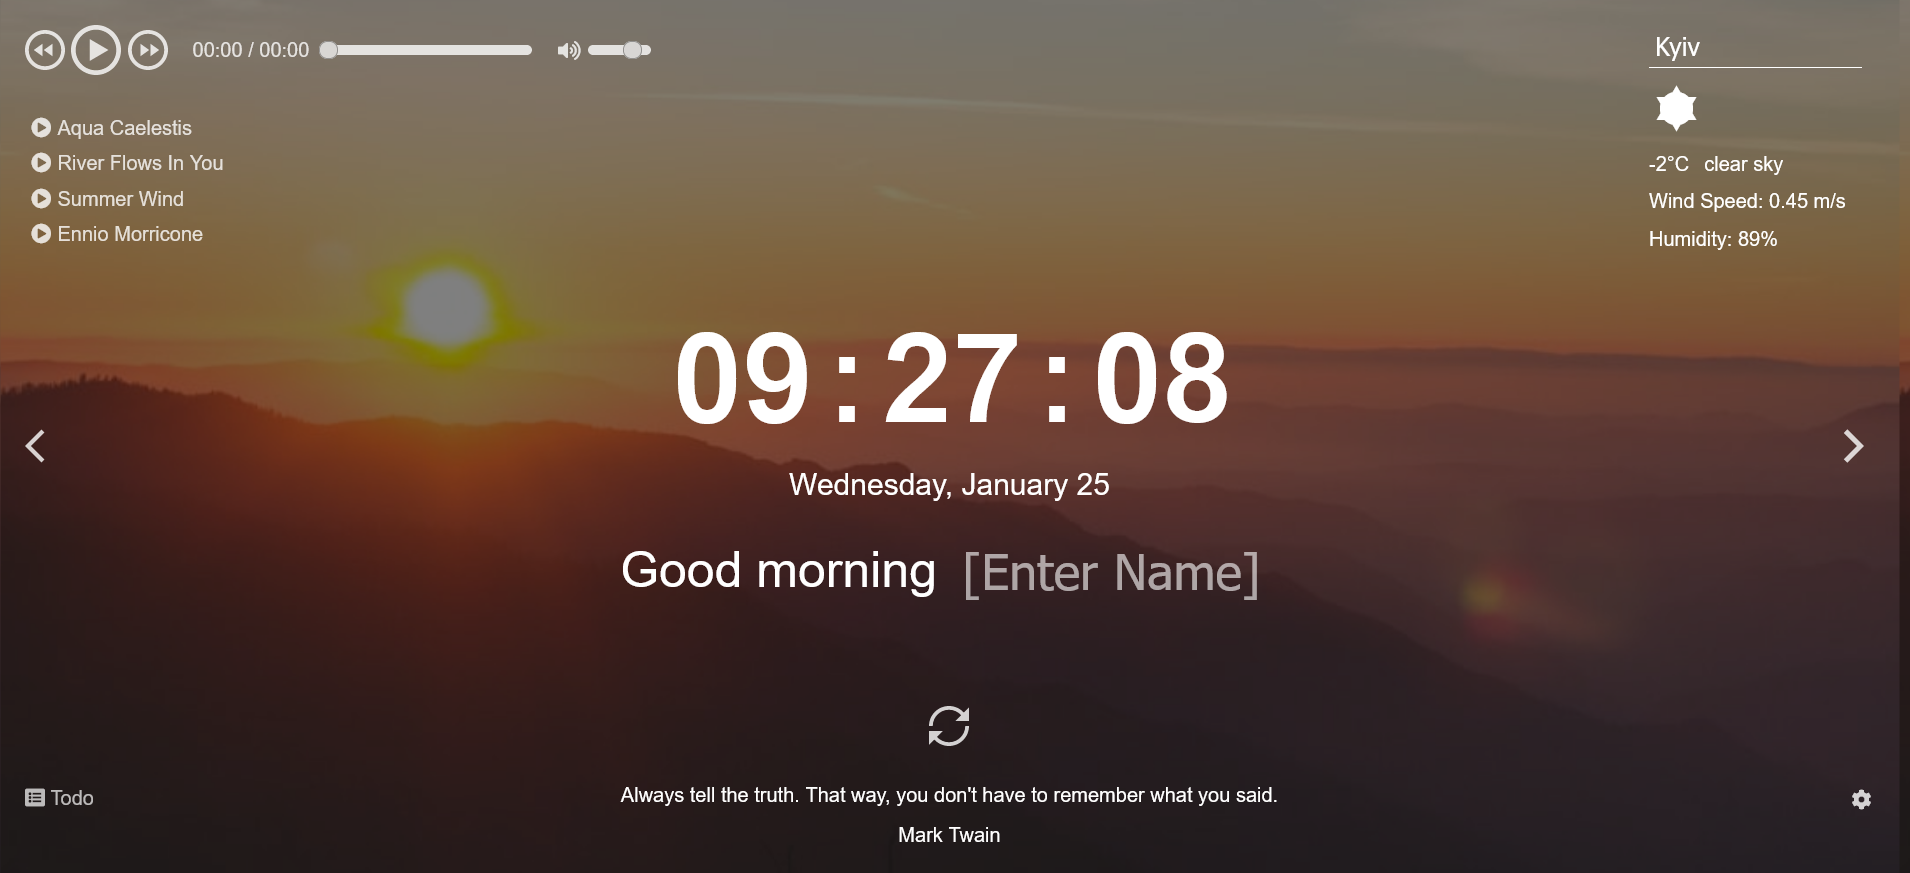 00:00 / 00:00
Aqua Caelestis
River Flows In You
Summer Wind
Ennio Morricone
Kyiv
-2°C clear sky
Wind Speed: 0.45 m/s
Humidity: 89%
09:27:08
Wednesday, January 25
Good morning [Enter Name]
Always tell the truth. That way, you don't have to remember what you said.
Mark Twain
Todo